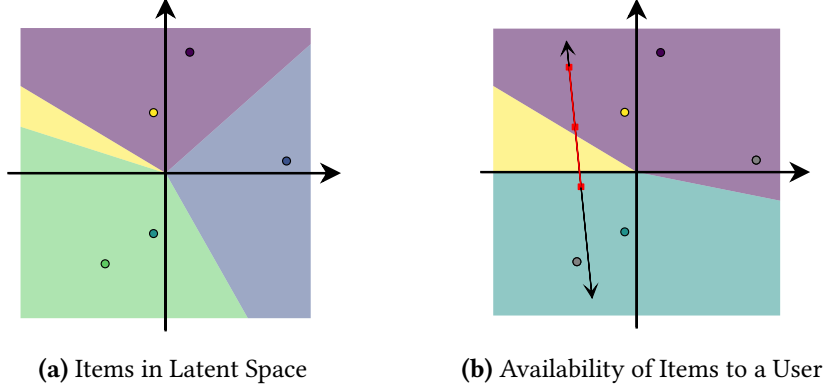 (a) Items in Latent Space
(b) Availability of Items to a User